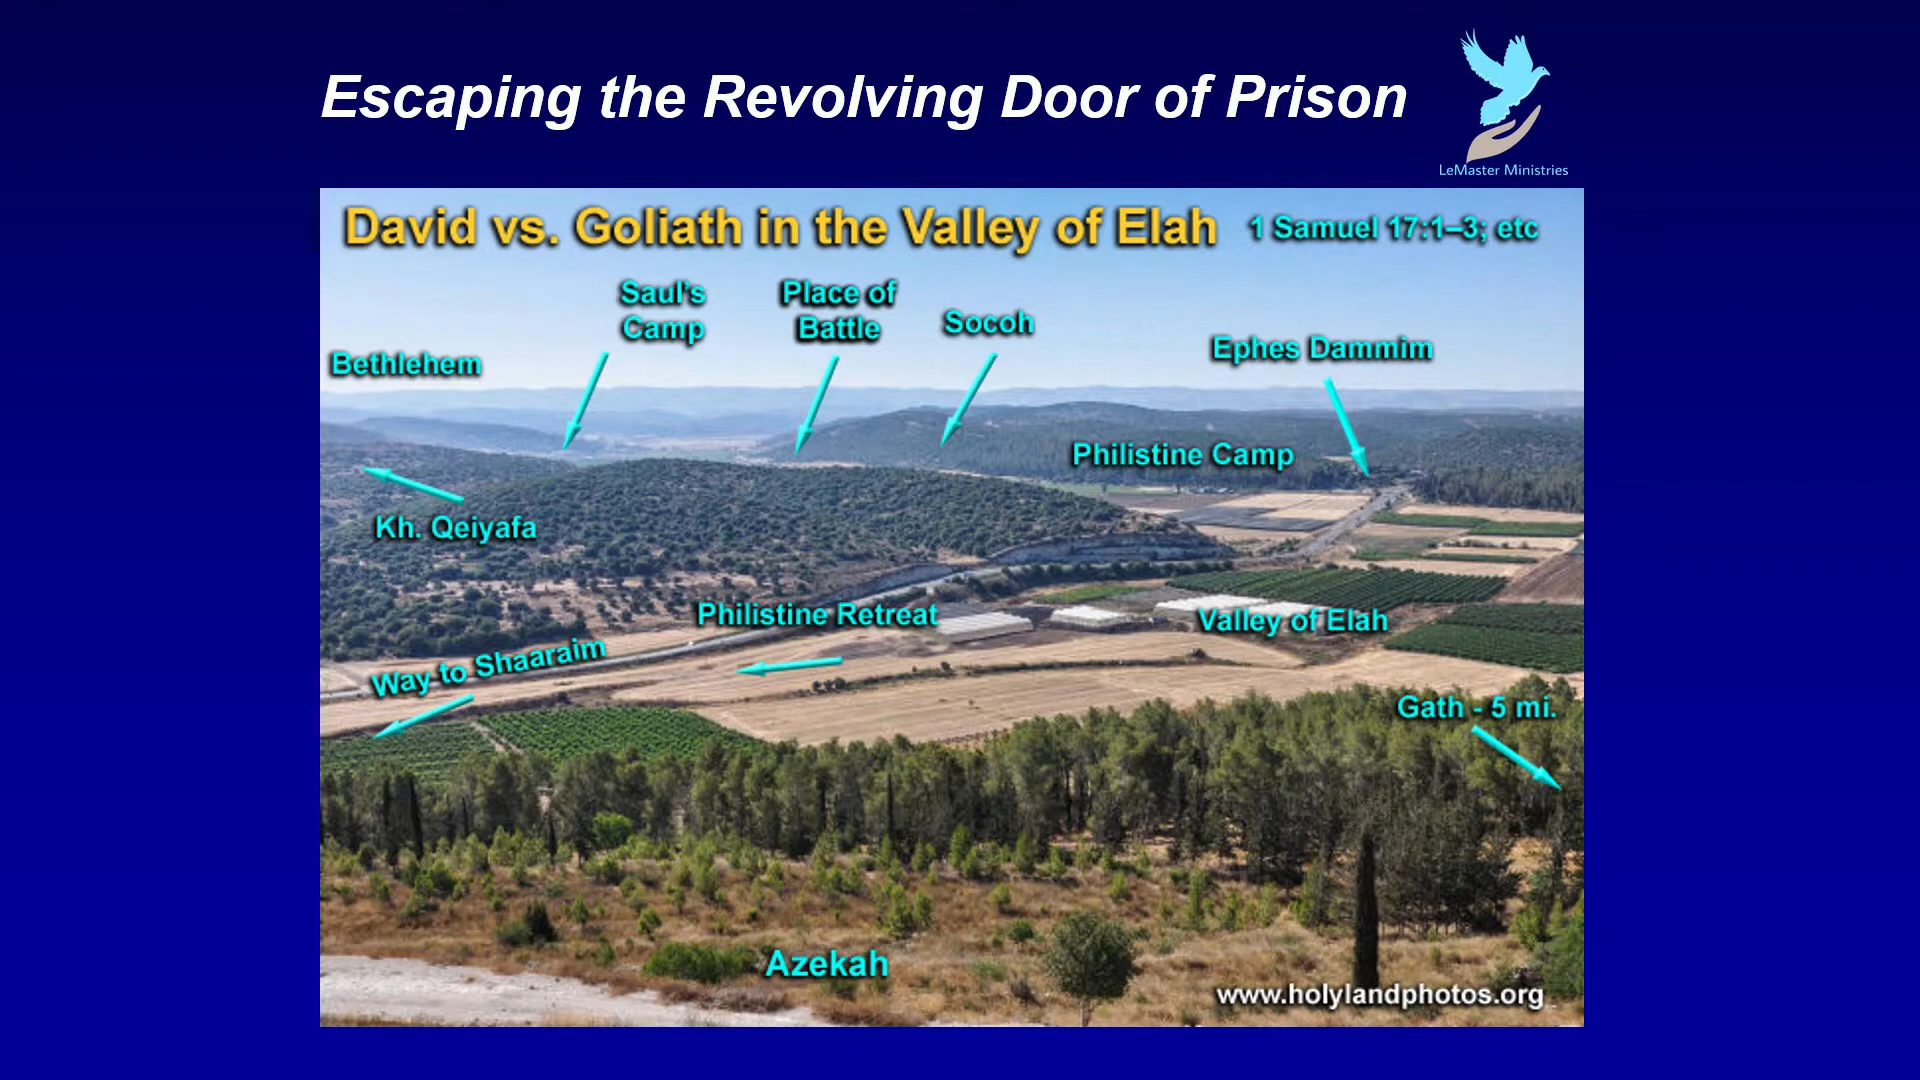 Escaping the Revolving Door of Prison
LeMaster Ministries
David vs. Goliath in the Valley of Elah
1 Samuel 17:1–3; etc
Saul's
Camp
Place of
Battle
Socoh
Ephes Dammim
Bethlehem
Philistine Camp
Kh. Qeiyafa
Philistine Retreat
Valley of Elah
Way to Shaaraim
Gath - 5 mi.
Azekah
www.holylandphotos.org